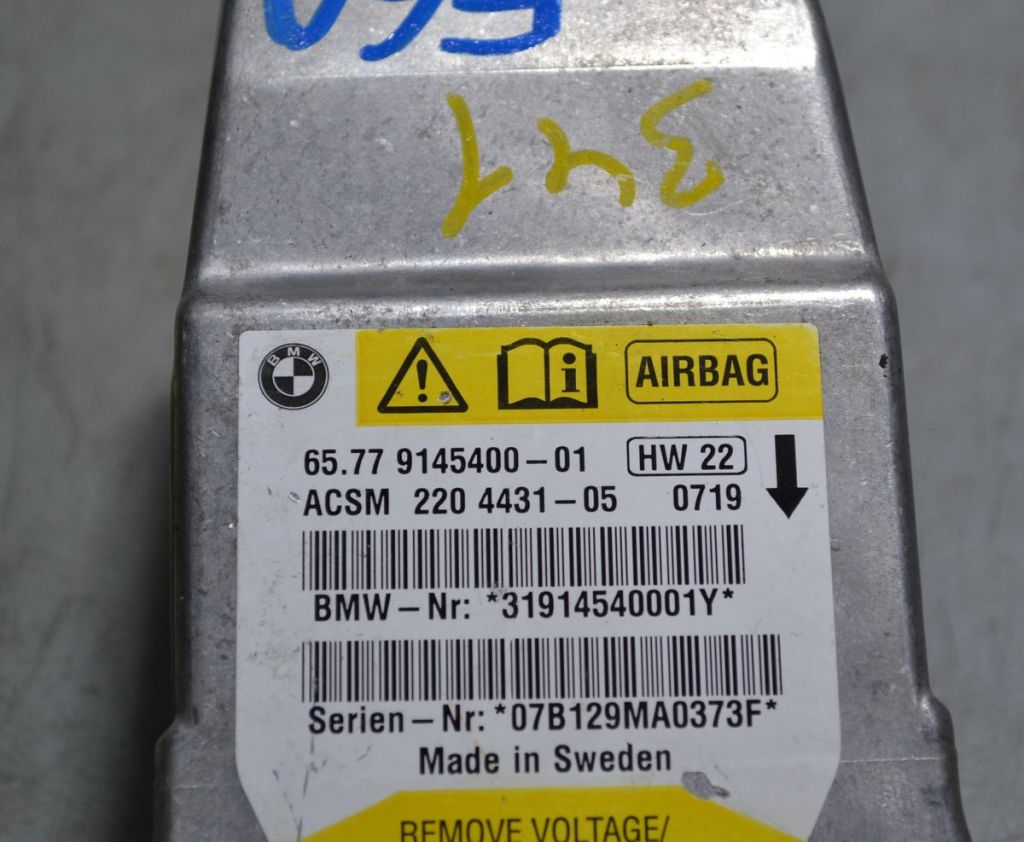 341
BMW
AIRBAG
65.77 9145400-01 HW 22
ACSM 220 4431-05 0719
BMW-Nr: *31914540001Y*
Serien-Nr: *07B129MA0373F*
Made in Sweden
REMOVE VOLTAGE/